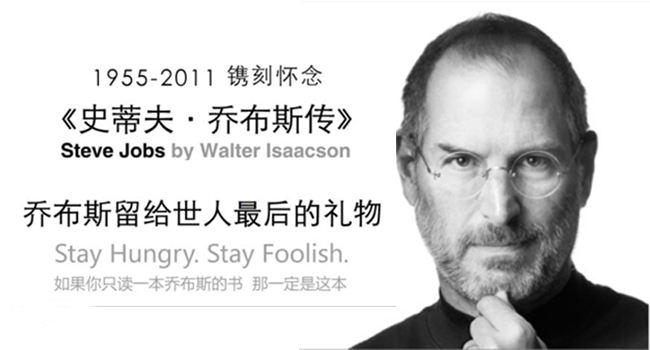 1955-2011 镌刻怀念
《史蒂夫·乔布斯传》
Steve Jobs by Walter Isaacson
乔布斯留给世人最后的礼物
Stay Hungry. Stay Foolish.
如果你只读一本乔布斯的书 那一定是这本